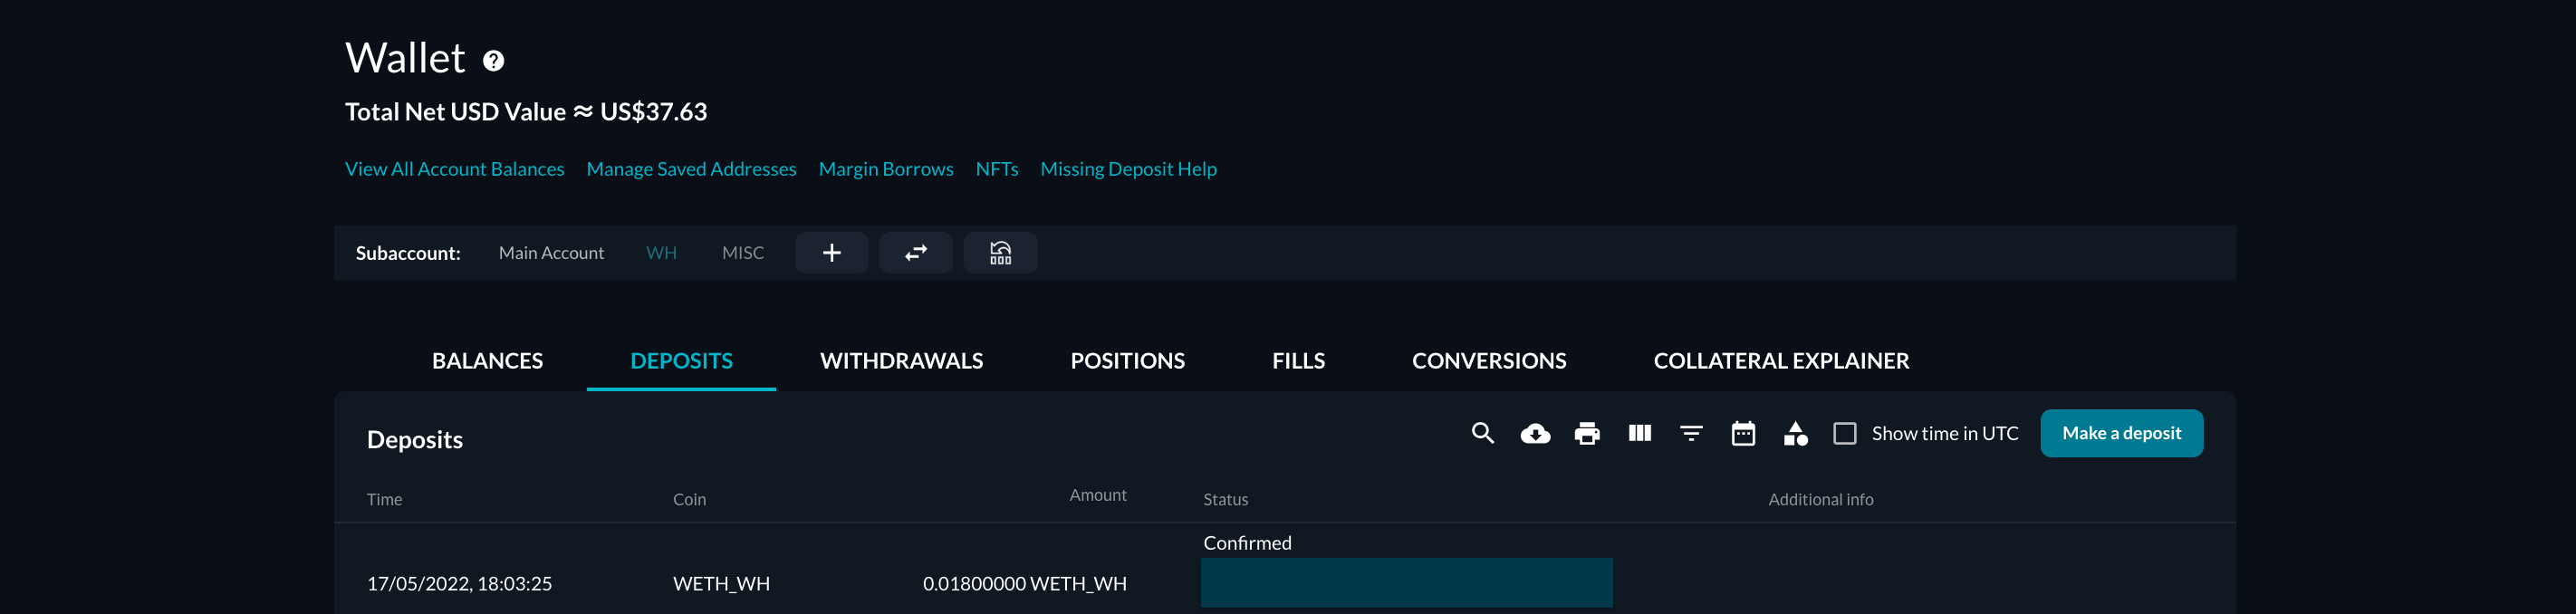 Wallet ?
Total Net USD Value ≈ US$37.63
View All Account Balances Manage Saved Addresses Margin Borrows NFTs Missing Deposit Help
Subaccount: Main Account WH MISC
BALANCES DEPOSITS WITHDRAWALS POSITIONS FILLS CONVERSIONS COLLATERAL EXPLAINER
Deposits Show time in UTC Make a deposit
Time Coin Amount Status Additional info
Confirmed
17/05/2022, 18:03:25 WETH_WH 0.01800000 WETH_WH